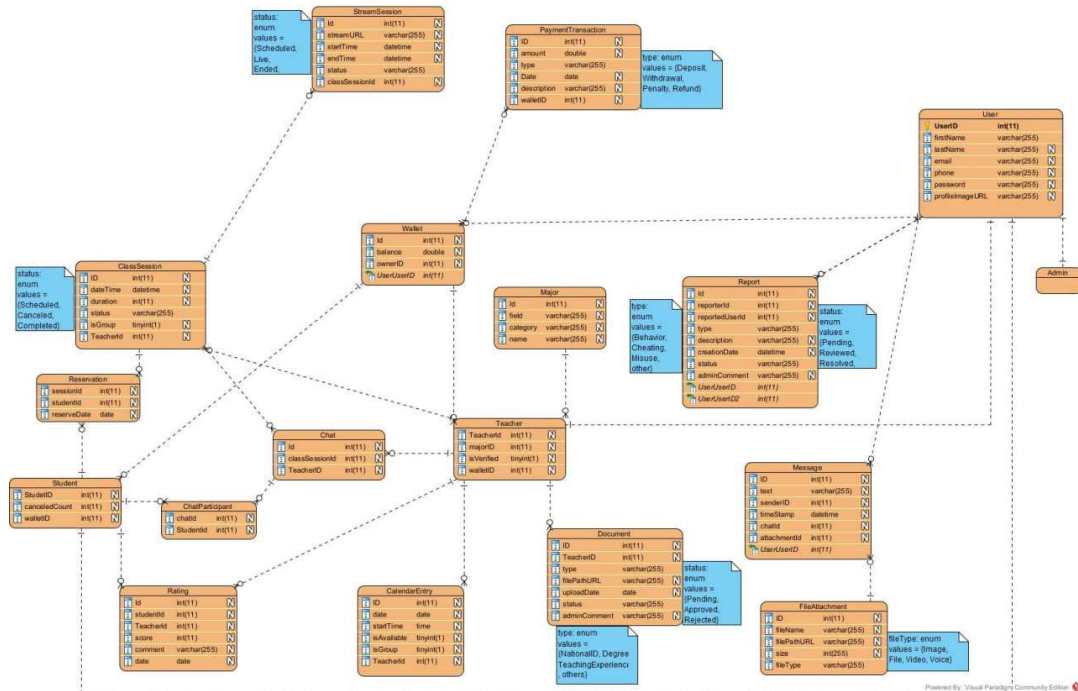 status:
enum
values =
{Scheduled,
Live,
Ended,
StreamSession
Id int(11) N
streamURL varchar(255) N
startTime datetime N
endTime datetime N
status varchar(255)
classSessionId int(11) N
PaymentTransaction
ID int(11) N
amount double N
type varchar(255)
Date date N
description varchar(255) N
walletID int(11) N
type: enum
values = {Deposit,
Withdrawal,
Penalty, Refund}
User
UserID int(11)
firstName varchar(255)
lastName varchar(255) N
email varchar(255) N
phone varchar(255) N
password varchar(255) N
profileImageURL varchar(255) N
Admin
Wallet
Id int(11) N
balance double N
ownerID int(11) N
UserUserID int(11)
status:
enum
values =
{Scheduled,
Canceled,
Completed}
ClassSession
ID int(11) N
dateTime datetime N
duration int(11) N
status varchar(255)
isGroup tinyint(1) N
TeacherId int(11) N
Major
Id int(11) N
field varchar(255) N
category varchar(255) N
name varchar(255) N
type:
enum
values =
{Behavior,
Cheating,
Misuse,
other}
Report
Id int(11) N
reporterId int(11) N
reportedUserId int(11) N
type varchar(255)
description varchar(255) N
creationDate datetime N
status varchar(255)
adminComment varchar(255) N
UserUserID int(11)
UserUserID2 int(11)
status:
enum
values =
{Pending,
Reviewed,
Resolved,
Reservation
sessionId int(11) N
studentId int(11) N
reserveDate date N
Chat
Id int(11) N
classSessionId int(11) N
TeacherID int(11) N
Teacher
TeacherId int(11) N
majorID int(11) N
isVerified tinyint(1) N
walletID int(11) N
Student
StudetID int(11) N
canceledCount int(11) N
walletID int(11) N
ChatParticipant
chatId int(11) N
StudentId int(11) N
Message
ID int(11) N
text varchar(255) N
senderID int(11) N
timeStamp datetime N
chatId int(11) N
attachmentId int(11) N
UserUserID int(11)
Rating
Id int(11) N
studentId int(11) N
TeacherId int(11) N
score int(11) N
comment varchar(255) N
date date N
CalendarEntry
ID int(11) N
date date N
startTime time N
isAvailable tinyint(1) N
isGroup tinyint(1) N
TeacherId int(11) N
Document
ID int(11) N
TeacherID int(11) N
type varchar(255)
filePathURL varchar(255) N
uploadDate date N
status varchar(255)
adminComment varchar(255) N
status:
enum
values =
{Pending,
Approved,
Rejected}
type: enum
values =
{NationalID, Degree
TeachingExperienc
, others}
FileAttachment
ID int(11) N
fileName varchar(255) N
filePathURL varchar(255) N
size int(255) N
fileType varchar(255)
fileType: enum
values = {Image,
File, Video, Voice}
Powered By: Visual Paradigm Community Edition